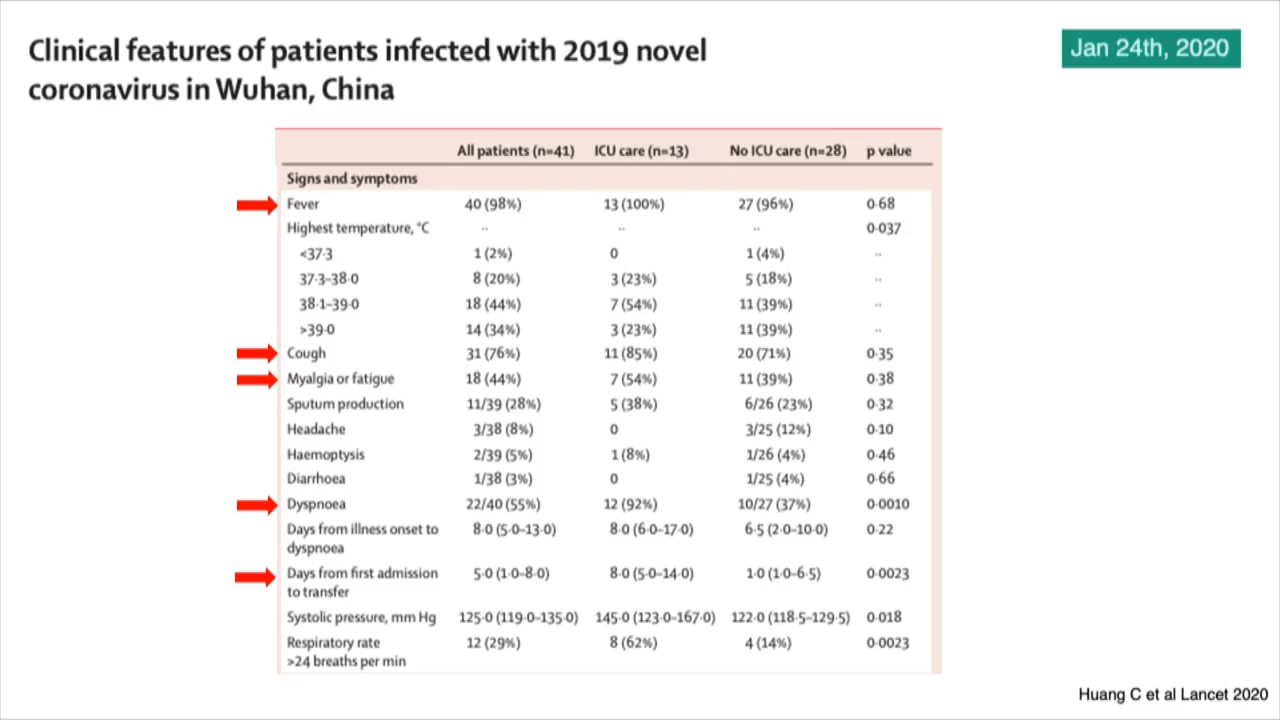 Clinical features of patients infected with 2019 novel
coronavirus in Wuhan, China
Jan 24th, 2020
All patients (n=41) ICU care (n=13) No ICU care (n=28) p value
Signs and symptoms
Fever 40 (98%) 13 (100%) 27 (96%) 0·68
Highest temperature, °C ·· ·· ·· 0·037
<37·3 1 (2%) 0 1 (4%) ··
37·3–38·0 8 (20%) 3 (23%) 5 (18%) ··
38·1–39·0 18 (44%) 7 (54%) 11 (39%) ··
>39·0 14 (34%) 3 (23%) 11 (39%) ··
Cough 31 (76%) 11 (85%) 20 (71%) 0·35
Myalgia or fatigue 18 (44%) 7 (54%) 11 (39%) 0·38
Sputum production 11/39 (28%) 5 (38%) 6/26 (23%) 0·32
Headache 3/38 (8%) 0 3/25 (12%) 0·10
Haemoptysis 2/39 (5%) 1 (8%) 1/26 (4%) 0·46
Diarrhoea 1/38 (3%) 0 1/25 (4%) 0·66
Dyspnoea 22/40 (55%) 12 (92%) 10/27 (37%) 0·0010
Days from illness onset to 8·0 (5·0–13·0) 8·0 (6·0–17·0) 6·5 (2·0–10·0) 0·22
dyspnoea
Days from first admission 5·0 (1·0–8·0) 8·0 (5·0–14·0) 1·0 (1·0–6·5) 0·0023
to transfer
Systolic pressure, mm Hg 125·0 (119·0–135·0) 145·0 (123·0–167·0) 122·0 (118·5–129·5) 0·018
Respiratory rate 12 (29%) 8 (62%) 4 (14%) 0·0023
>24 breaths per min
Huang C et al Lancet 2020